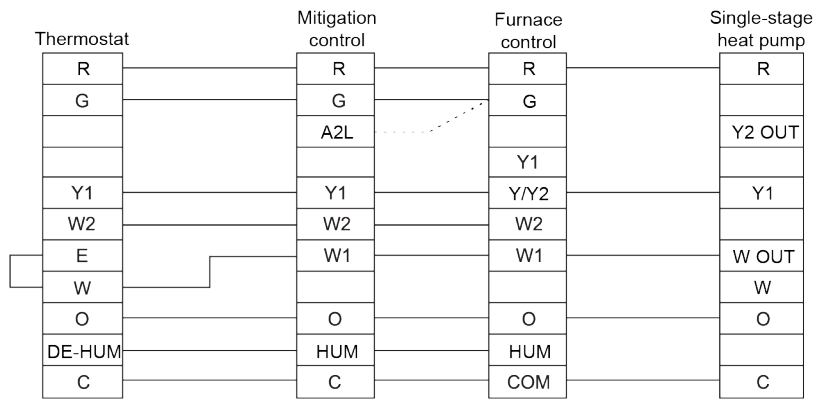 Thermostat
Mitigation
control
Furnace
control
Single-stage
heat pump
R R R R
G G G
A2L Y2 OUT
Y1
Y1 Y1 Y/Y2 Y1
W2 W2 W2
E W1 W1 W OUT
W W
O O O O
DE-HUM HUM HUM
C C COM C